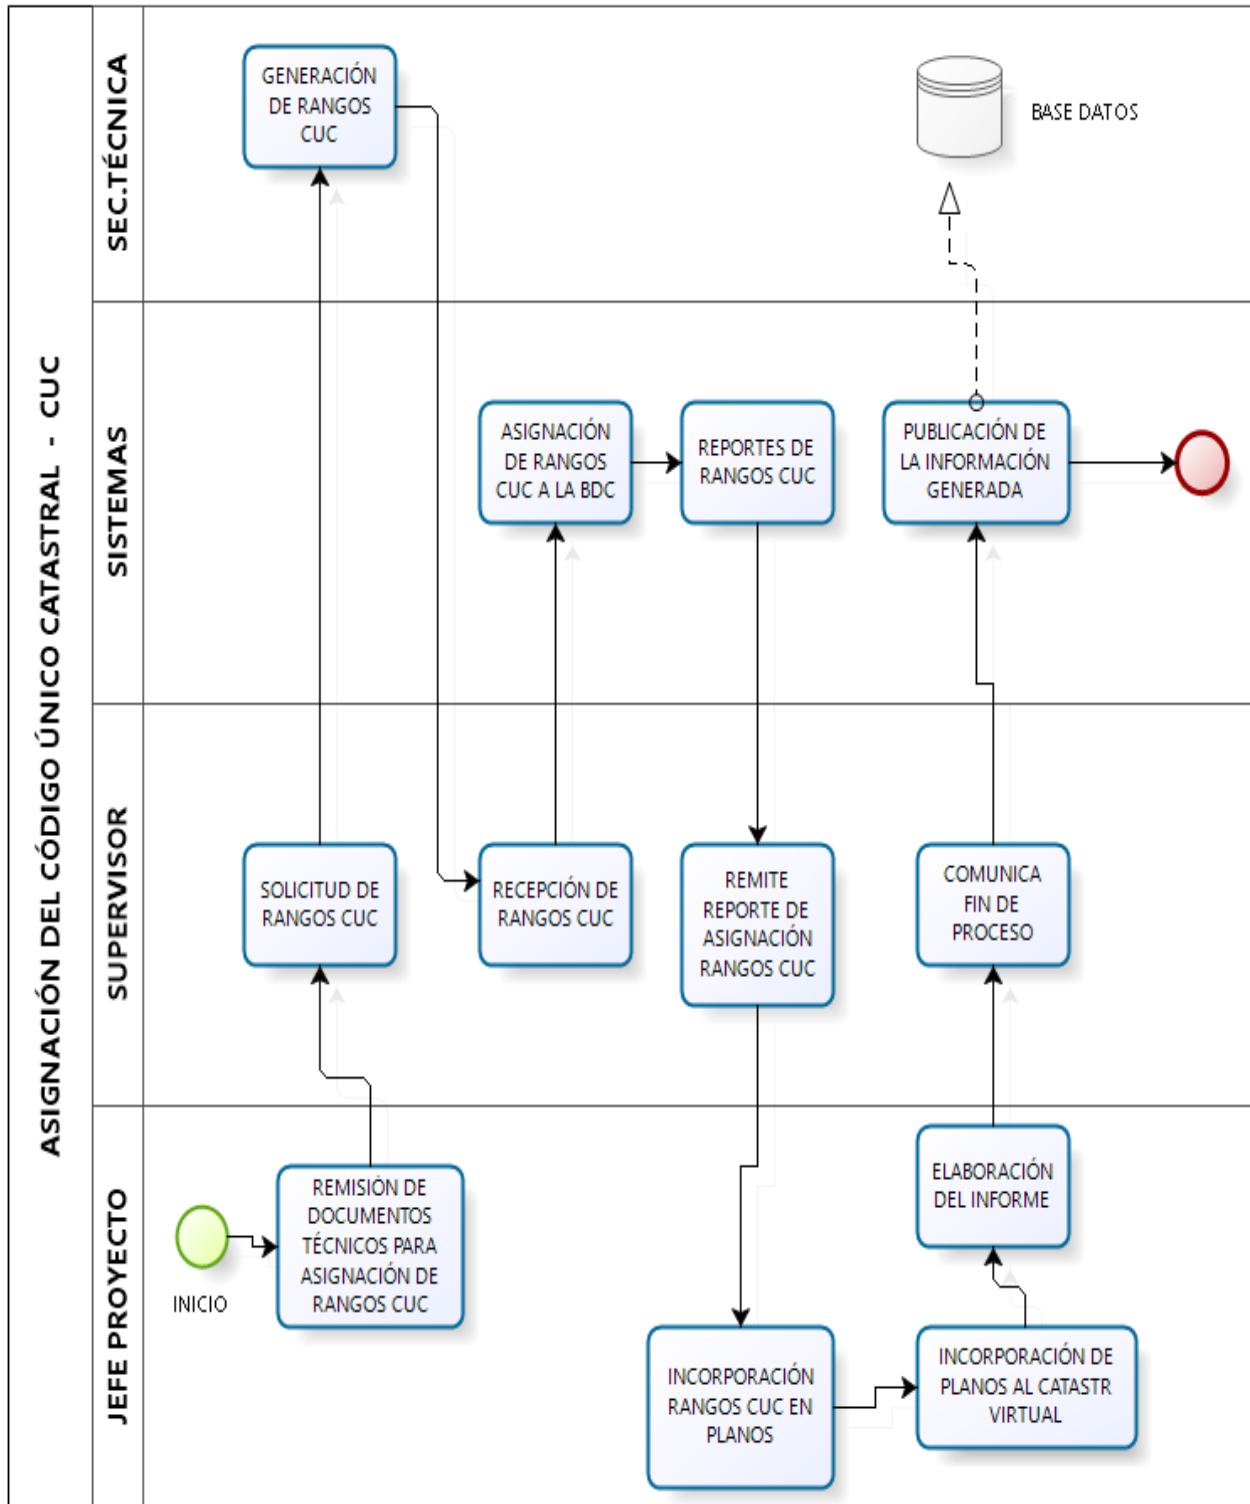 ASIGNACIÓN DEL CÓDIGO ÚNICO CATASTRAL - CUC
SEC.TÉCNICA
GENERACIÓN
DE RANGOS
CUC
BASE DATOS
SISTEMAS
ASIGNACIÓN
DE RANGOS
CUC A LA BDC
REPORTES DE
RANGOS CUC
PUBLICACIÓN DE
LA INFORMACIÓN
GENERADA
SUPERVISOR
SOLICITUD DE
RANGOS CUC
RECEPCIÓN DE
RANGOS CUC
REMITE
REPORTE DE
ASIGNACIÓN
RANGOS CUC
COMUNICA
FIN DE
PROCESO
JEFE PROYECTO
INICIO
REMISIÓN DE
DOCUMENTOS
TÉCNICOS PARA
ASIGNACIÓN DE
RANGOS CUC
INCORPORACIÓN
RANGOS CUC EN
PLANOS
INCORPORACIÓN DE
PLANOS AL CATASTR
VIRTUAL
ELABORACIÓN
DEL INFORME